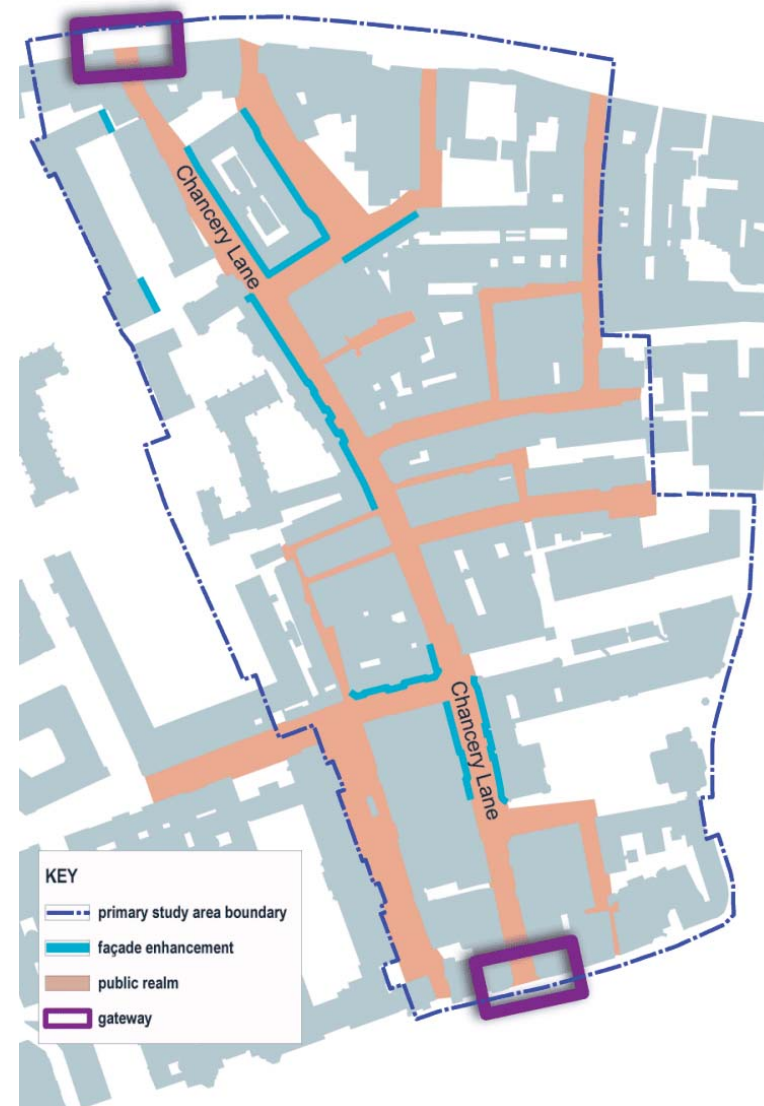 Chancery Lane
Chancery Lane
KEY
primary study area boundary
façade enhancement
public realm
gateway